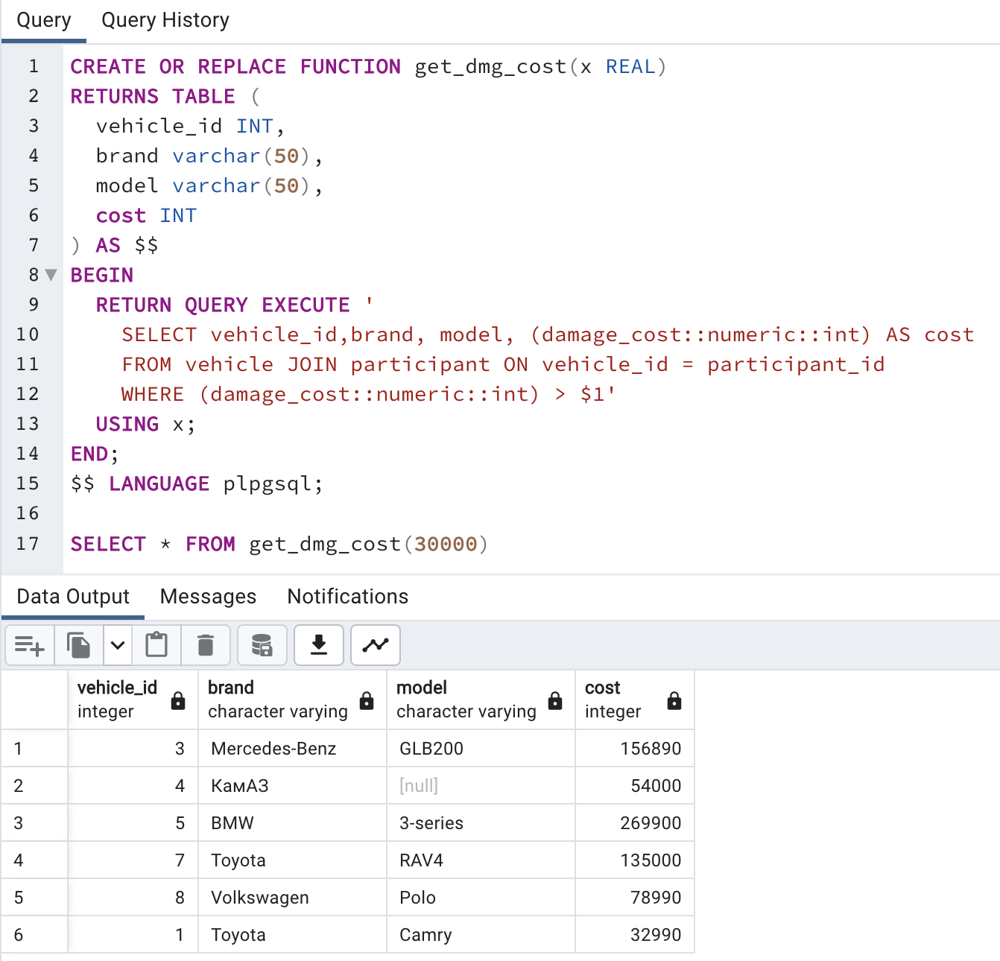 Query Query History
1 CREATE OR REPLACE FUNCTION get_dmg_cost(x REAL)
2 RETURNS TABLE (
3 vehicle_id INT,
4 brand varchar(50),
5 model varchar(50),
6 cost INT
7 ) AS $$
8 BEGIN
9 RETURN QUERY EXECUTE '
10 SELECT vehicle_id,brand, model, (damage_cost::numeric::int) AS cost
11 FROM vehicle JOIN participant ON vehicle_id = participant_id
12 WHERE (damage_cost::numeric::int) > $1'
13 USING x;
14 END;
15 $$ LANGUAGE plpgsql;
16
17 SELECT * FROM get_dmg_cost(30000)
Data Output Messages Notifications
vehicle_id brand model cost
integer character varying character varying integer
1 3 Mercedes-Benz GLB200 156890
2 4 КамАЗ [null] 54000
3 5 BMW 3-series 269900
4 7 Toyota RAV4 135000
5 8 Volkswagen Polo 78990
6 1 Toyota Camry 32990